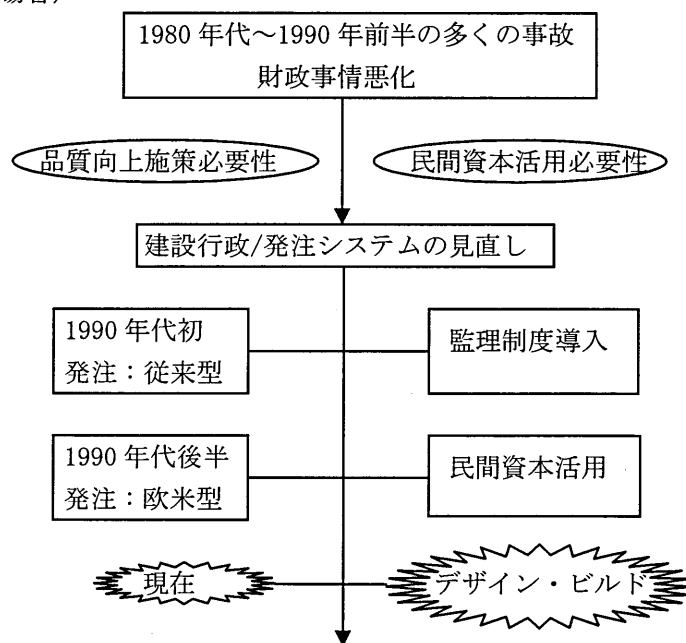 1980 年代～1990 年前半の多くの事故
財政事情悪化
品質向上施策必要性
民間資本活用必要性
建設行政/発注システムの見直し
1990 年代初
発注：従来型
監理制度導入
1990 年代後半
発注：欧米型
民間資本活用
現在
デザイン・ビルド